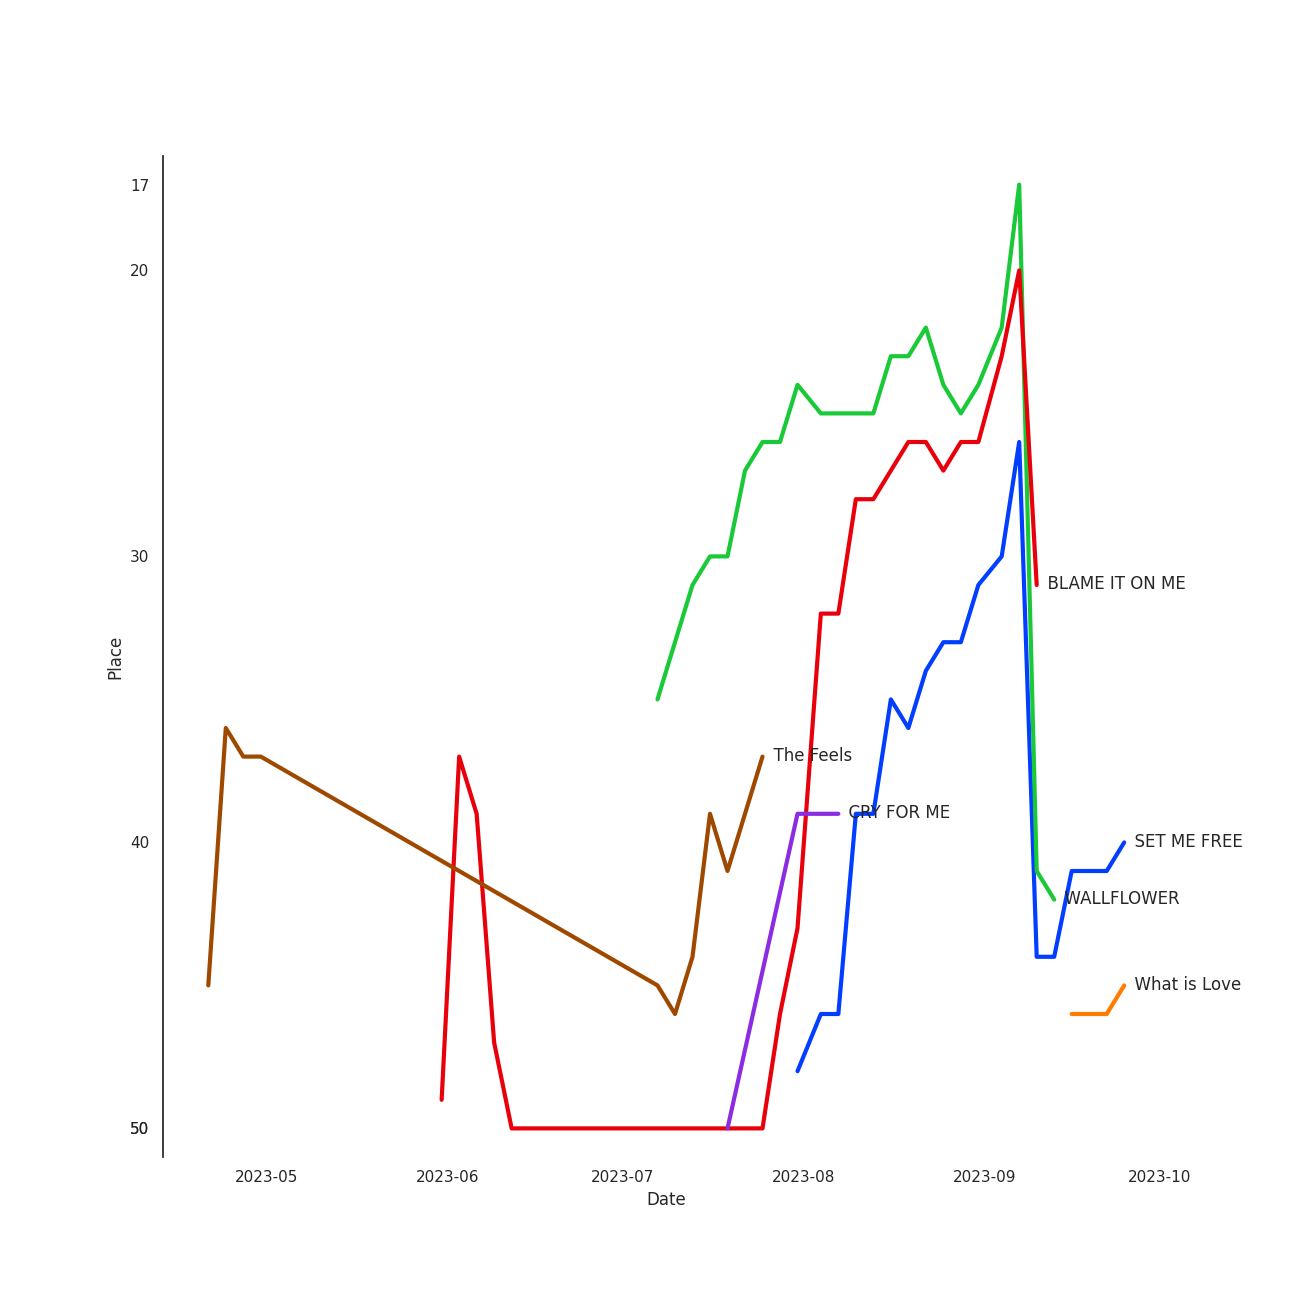 17
20
30
40
50
Place
BLAME IT ON ME
The Feels
CRY FOR ME
SET ME FREE
WALLFLOWER
What is Love
2023-05
2023-06
2023-07
2023-08
2023-09
2023-10
Date